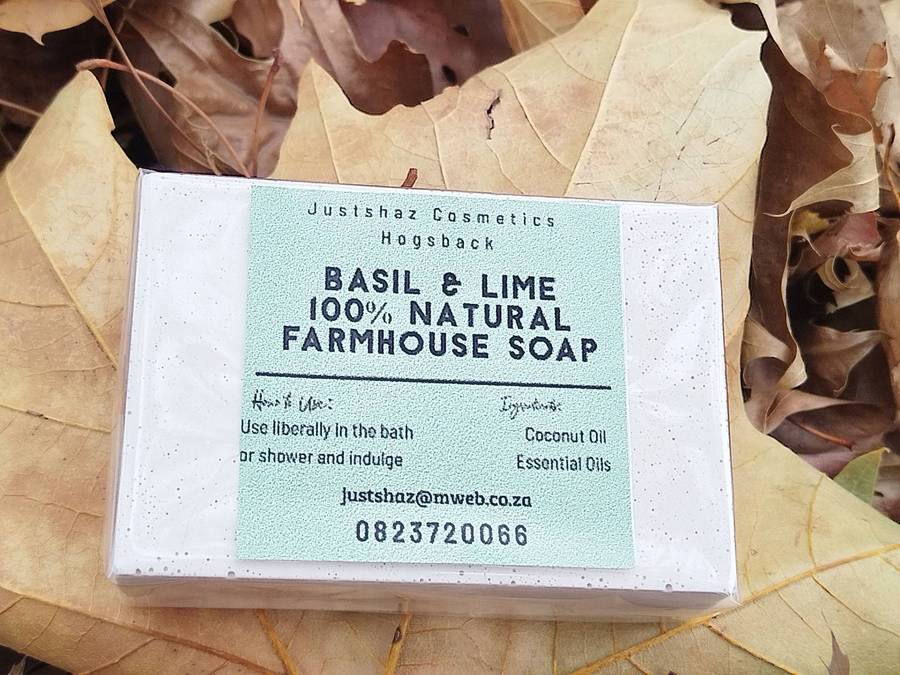 Justshaz Cosmetics
Hogsback
BASIL & LIME
100% NATURAL
FARMHOUSE SOAP
How to Use:
Ingredients:
Use liberally in the bath
or shower and indulge
Coconut Oil
Essential Oils
justshaz@mweb.co.za
0823720066